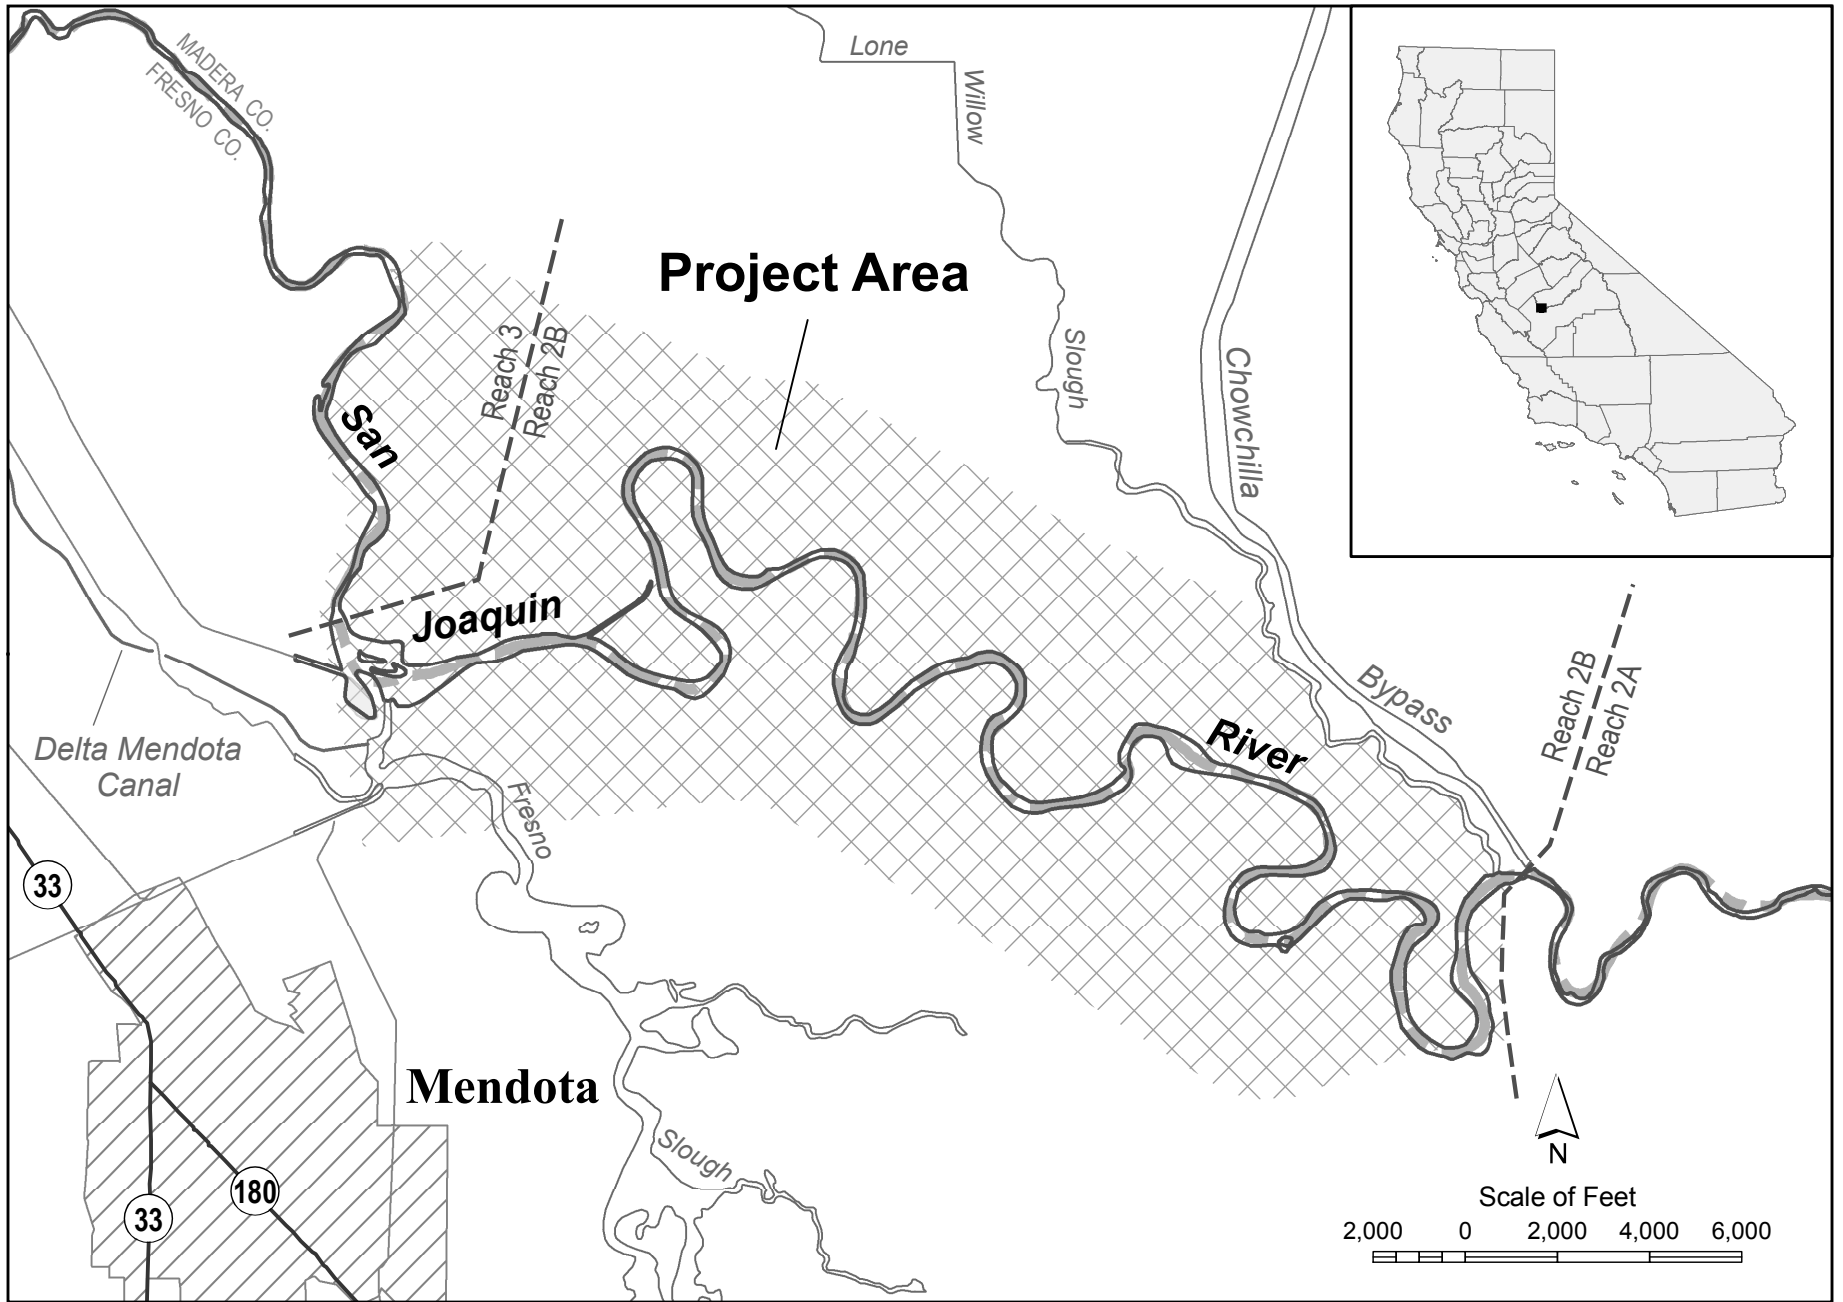 MADERA CO.
FRESNO CO.
Lone
Willow
Slough
Project Area
Chowchilla
Bypass
Reach 3
Reach 2B
San
Joaquin
River
Reach 2B
Reach 2A
Delta Mendota
Canal
Fresno
Slough
33
Mendota
180
33
N
Scale of Feet
2,000 0 2,000 4,000 6,000